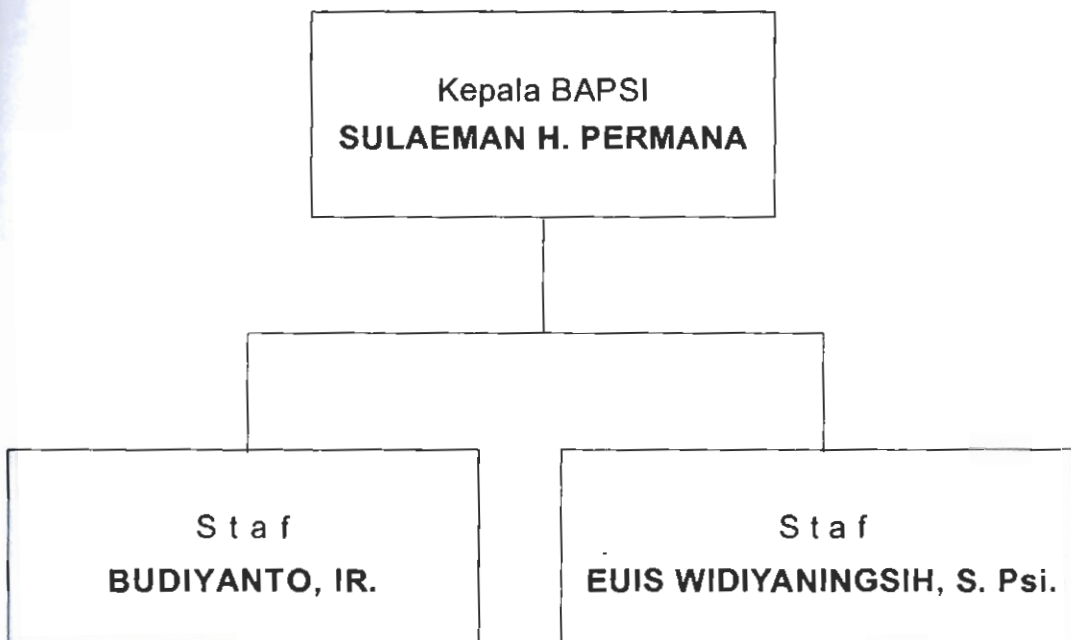 Kepala BAPSI
SULAEMAN H. PERMANA
S t a f
BUDIYANTO, IR.
S t a f
EUIS WIDIYANINGSIH, S. Psi.